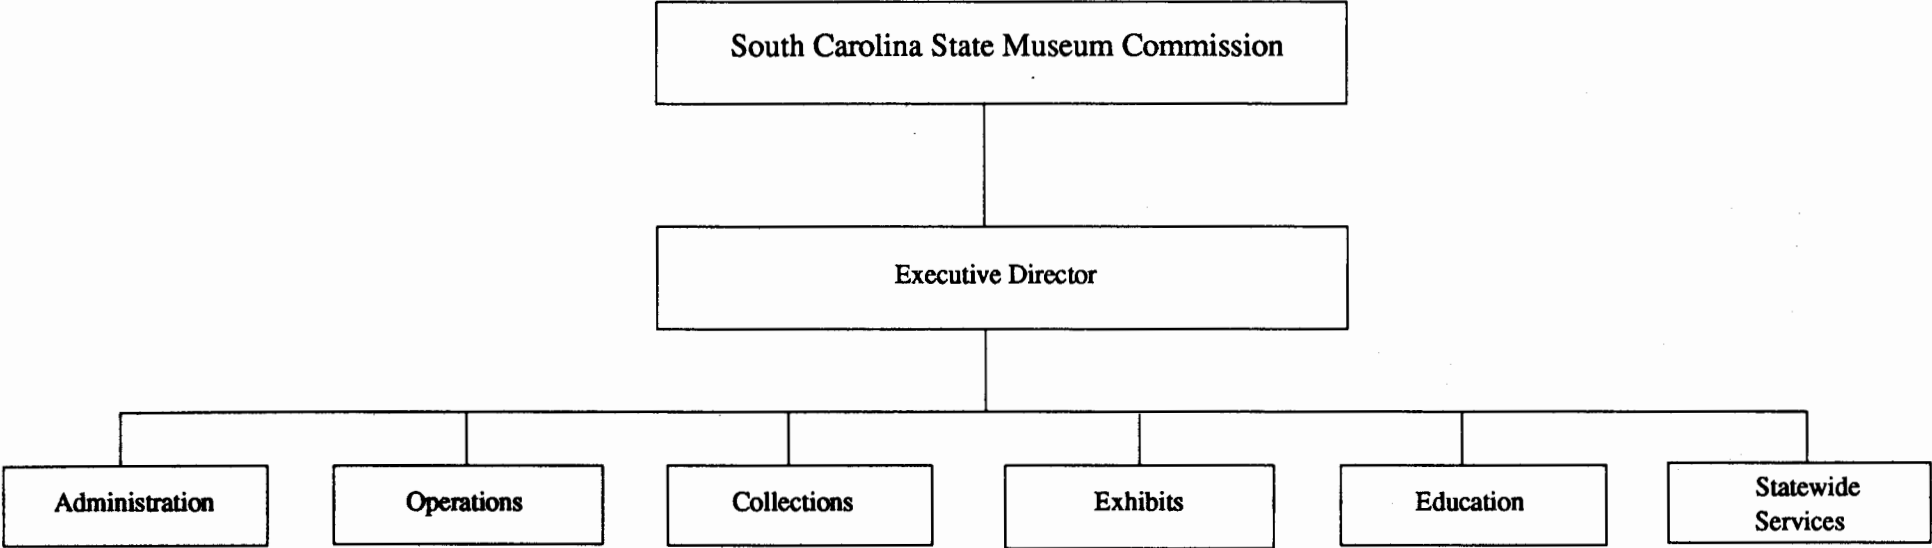 South Carolina State Museum Commission
Executive Director
Administration
Operations
Collections
Exhibits
Education
Statewide
Services